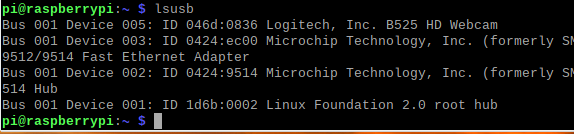 pi@raspberrypi:~ $ lsusb
Bus 001 Device 005: ID 046d:0836 Logitech, Inc. B525 HD Webcam
Bus 001 Device 003: ID 0424:ec00 Microchip Technology, Inc. (formerly SM
9512/9514 Fast Ethernet Adapter
Bus 001 Device 002: ID 0424:9514 Microchip Technology, Inc. (formerly SM
514 Hub
Bus 001 Device 001: ID 1d6b:0002 Linux Foundation 2.0 root hub
pi@raspberrypi:~ $